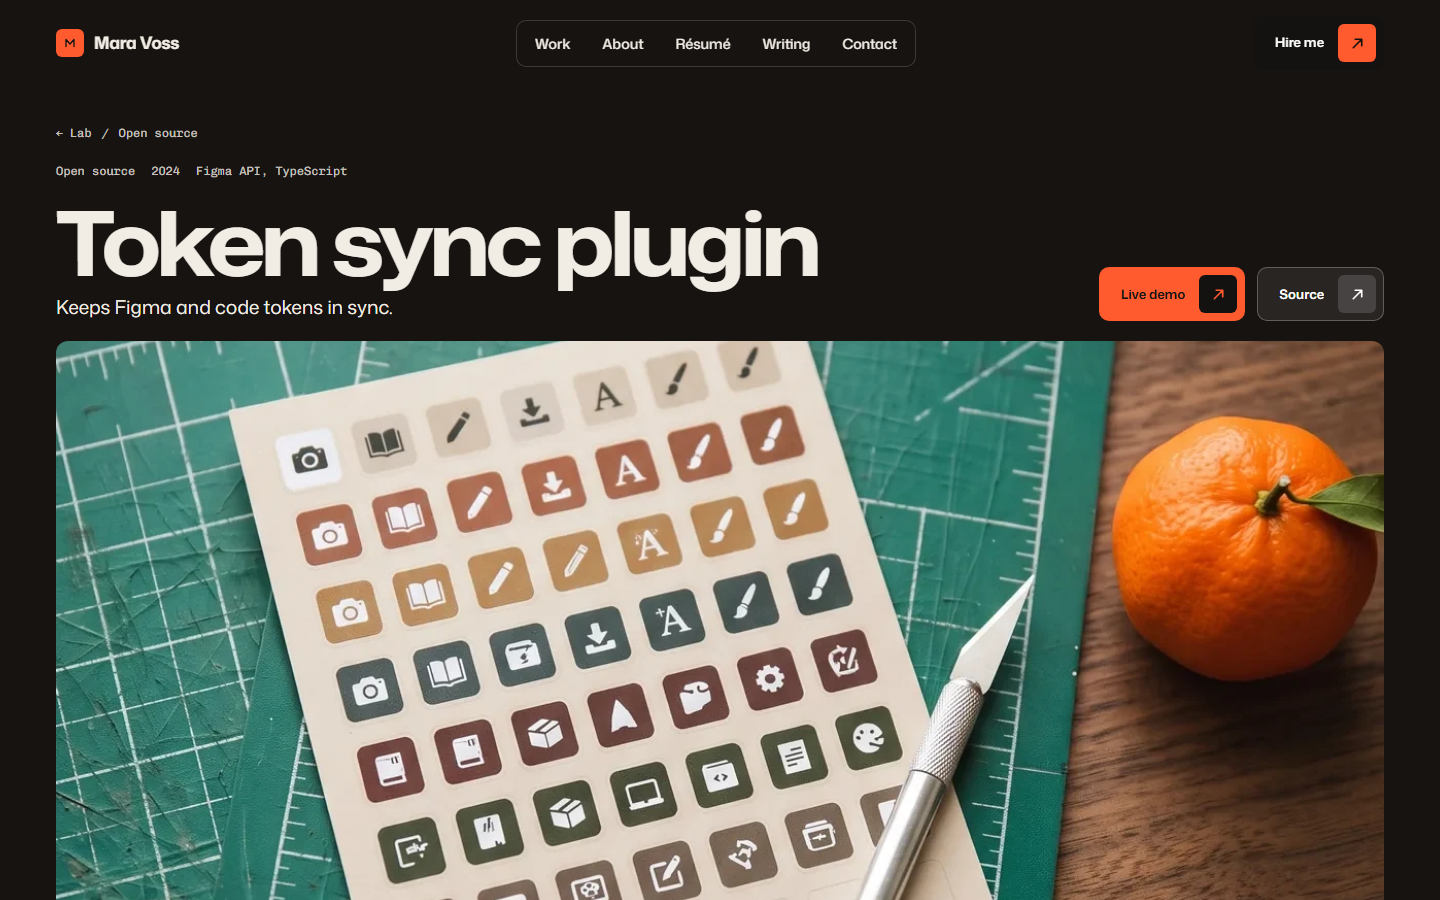 M Mara Voss
Work About Résumé Writing Contact
Hire me
← Lab / Open source
Open source 2024 Figma API, TypeScript
Token sync plugin
Keeps Figma and code tokens in sync.
Live demo
Source
A
A
A
A